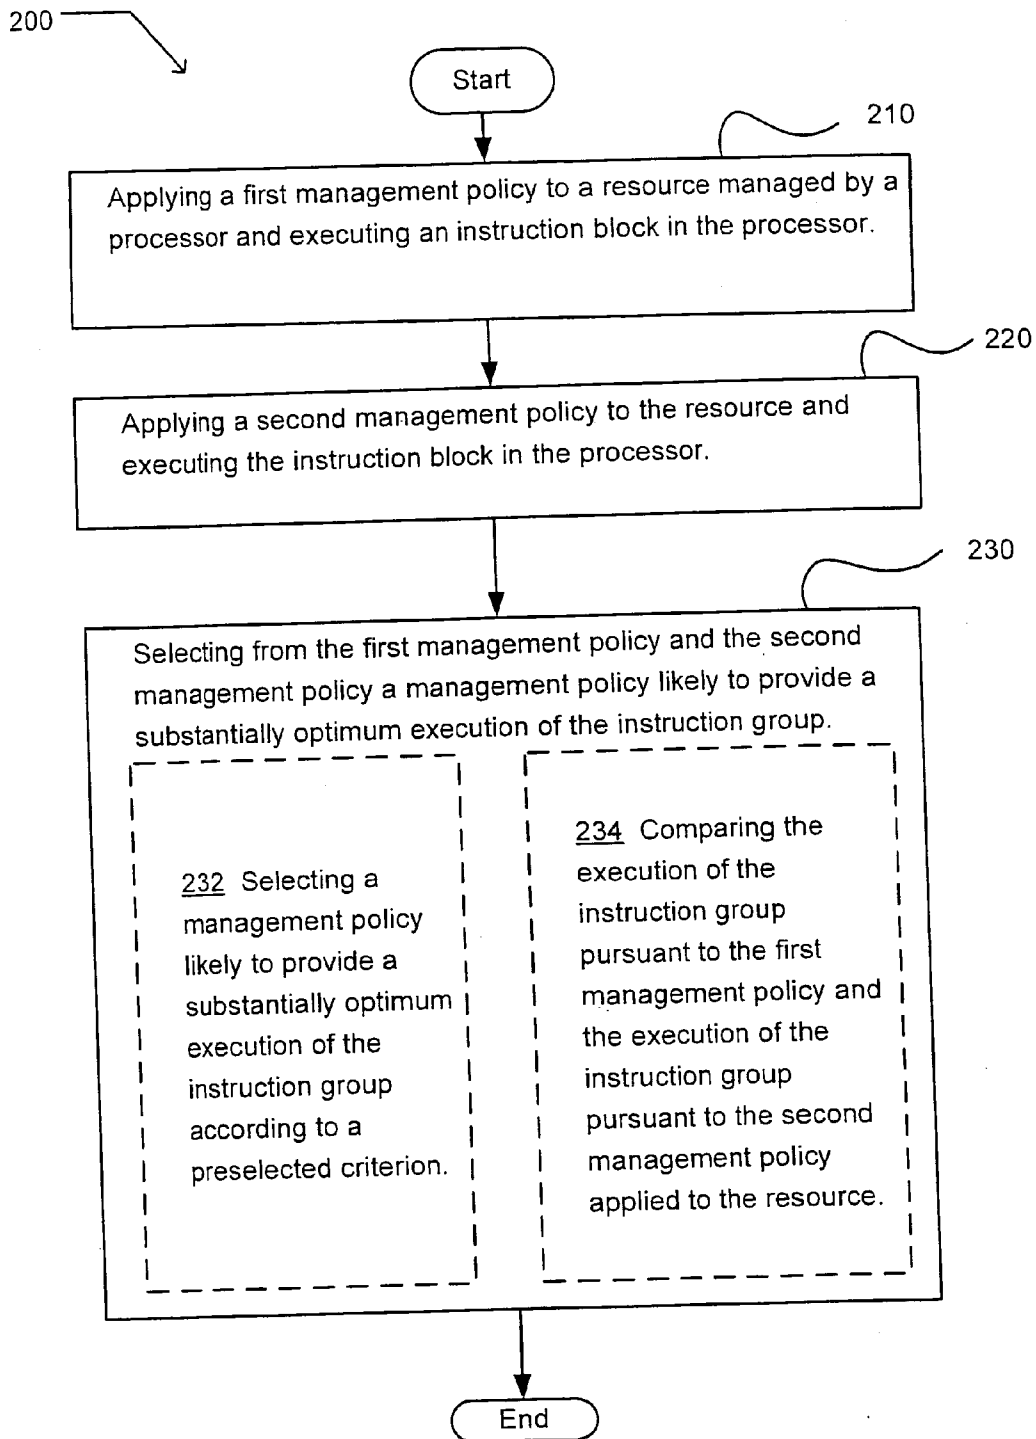 200
Start
210
Applying a first management policy to a resource managed by a
processor and executing an instruction block in the processor.
220
Applying a second management policy to the resource and
executing the instruction block in the processor.
230
Selecting from the first management policy and the second
management policy a management policy likely to provide a
substantially optimum execution of the instruction group.
232 Selecting a
management policy
likely to provide a
substantially optimum
execution of the
instruction group
according to a
preselected criterion.
234 Comparing the
execution of the
instruction group
pursuant to the first
management policy and
the execution of the
instruction group
pursuant to the second
management policy
applied to the resource.
End